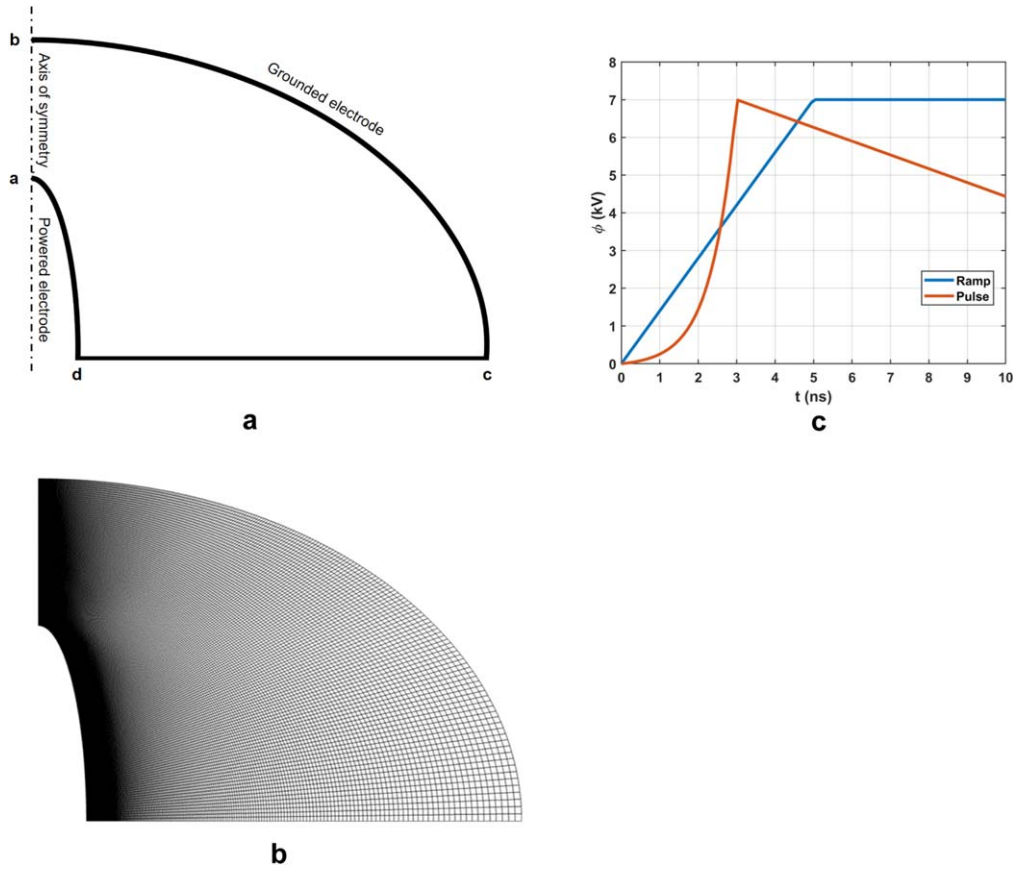 b
Axis of symmetry
Grounded electrode
a
Powered electrode
d
c
a
8
7
6
5
4
3
2
1
0
ϕ (kV)
Ramp
Pulse
0 1 2 3 4 5 6 7 8 9 10
t (ns)
c
b